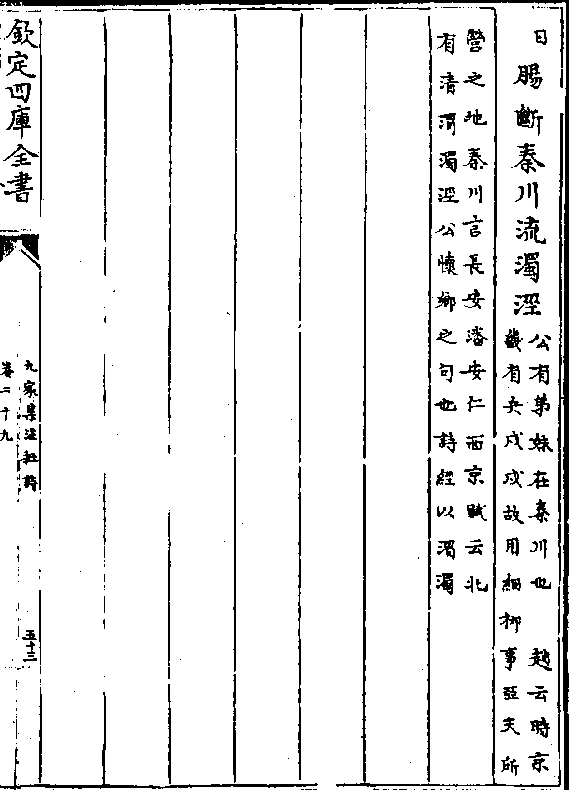 日
腸斷秦川流濁涇
公有弟妹在秦川也　趙云時京
畿有兵戍戍故用細柳事亞夫所
營之地秦川言長安潘安仁西京賦云北
有清渭濁涇公懷鄉之句也詩經以渭濁
欽定四庫全書
九家集注杜詩
卷二十九
五十三